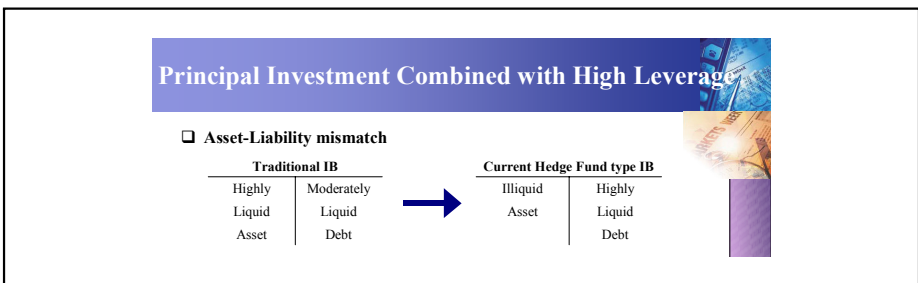 Principal Investment Combined with High Leverage
❑ Asset-Liability mismatch
Traditional IB
Highly Moderately
Liquid Liquid
Asset Debt
Current Hedge Fund type IB
Illiquid Highly
Asset Liquid
Debt